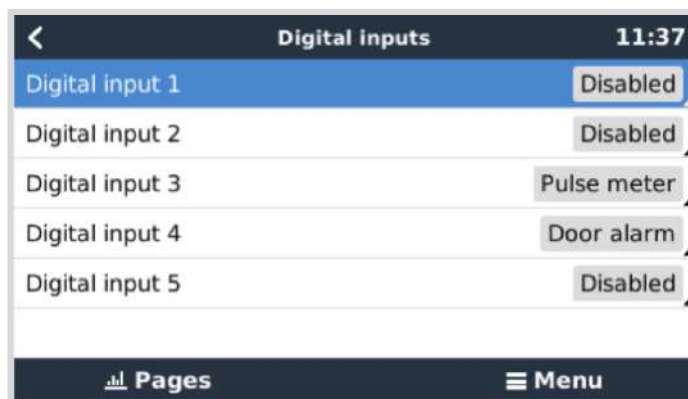 Digital inputs 11:37
Digital input 1 Disabled
Digital input 2 Disabled
Digital input 3 Pulse meter
Digital input 4 Door alarm
Digital input 5 Disabled
Pages Menu